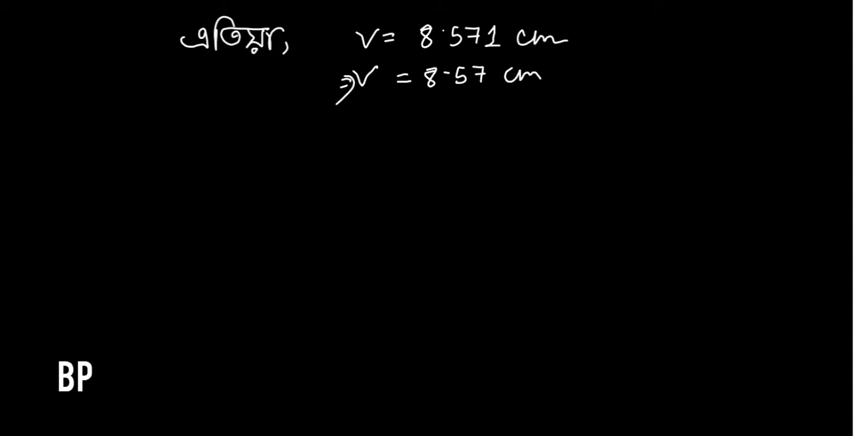 এতিয়া, v = 8.571 cm
⇒ v = 8.57 cm
BP